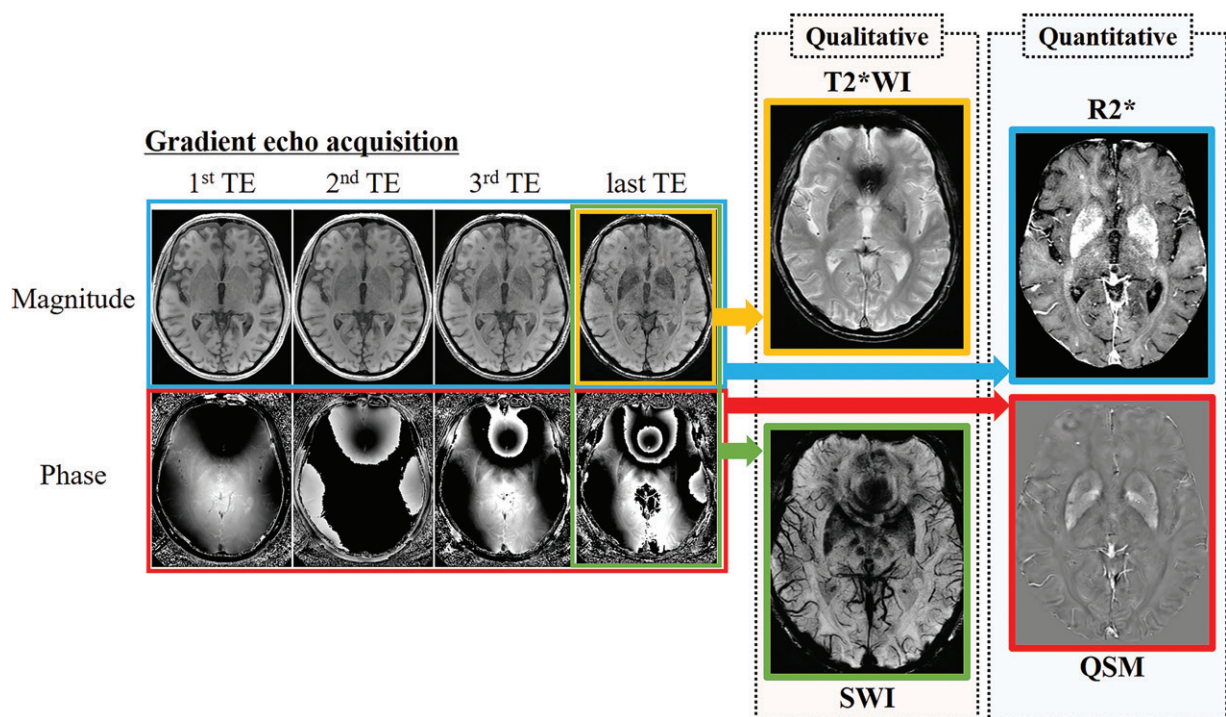 Qualitative
Quantitative
T2*WI
R2*
Gradient echo acquisition
1st TE
2nd TE
3rd TE
last TE
Magnitude
Phase
SWI
QSM